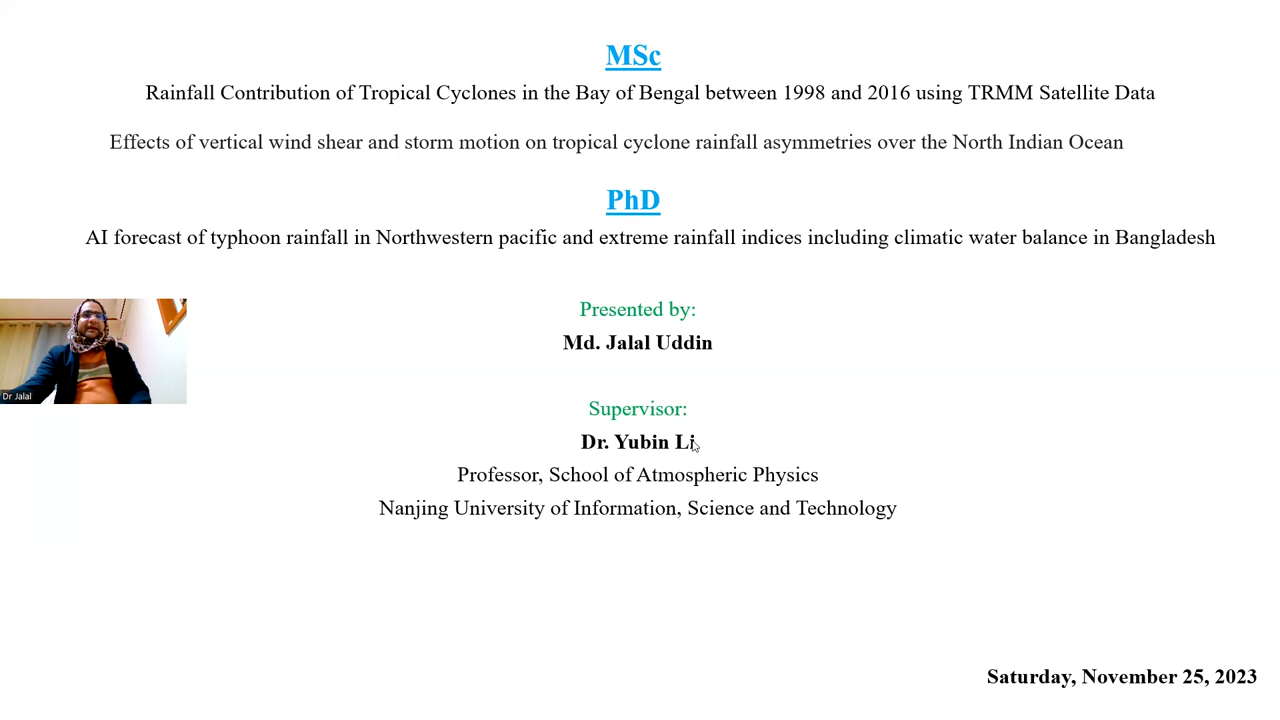 MSc
Rainfall Contribution of Tropical Cyclones in the Bay of Bengal between 1998 and 2016 using TRMM Satellite Data
Effects of vertical wind shear and storm motion on tropical cyclone rainfall asymmetries over the North Indian Ocean
PhD
AI forecast of typhoon rainfall in Northwestern pacific and extreme rainfall indices including climatic water balance in Bangladesh
Presented by:
Md. Jalal Uddin
Dr Jalal
Supervisor:
Dr. Yubin Li
Professor, School of Atmospheric Physics
Nanjing University of Information, Science and Technology
Saturday, November 25, 2023